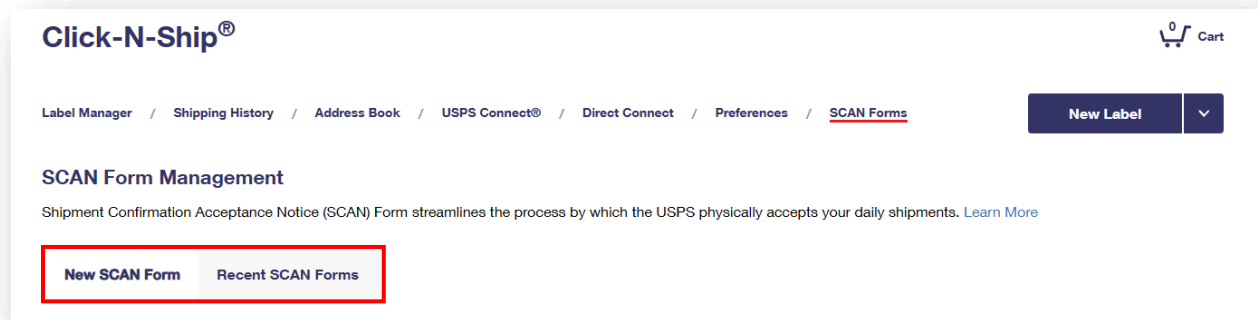 Click-N-Ship®
0 Cart
Label Manager / Shipping History / Address Book / USPS Connect® / Direct Connect / Preferences / SCAN Forms New Label
SCAN Form Management
Shipment Confirmation Acceptance Notice (SCAN) Form streamlines the process by which the USPS physically accepts your daily shipments. Learn More
New SCAN Form Recent SCAN Forms